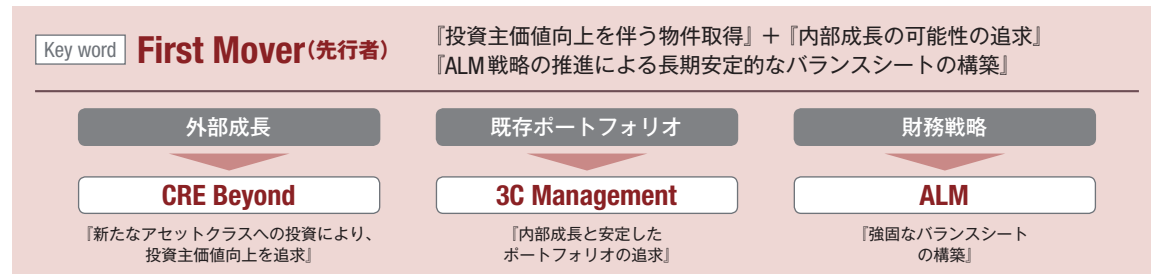 Key word First Mover(先行者)
『投資主価値向上を伴う物件取得』＋『内部成長の可能性の追求』
『ALM戦略の推進による長期安定的なバランスシートの構築』
外部成長
CRE Beyond
『新たなアセットクラスへの投資により、
投資主価値向上を追求』
既存ポートフォリオ
3C Management
『内部成長と安定した
ポートフォリオの追求』
財務戦略
ALM
『強固なバランスシート
の構築』